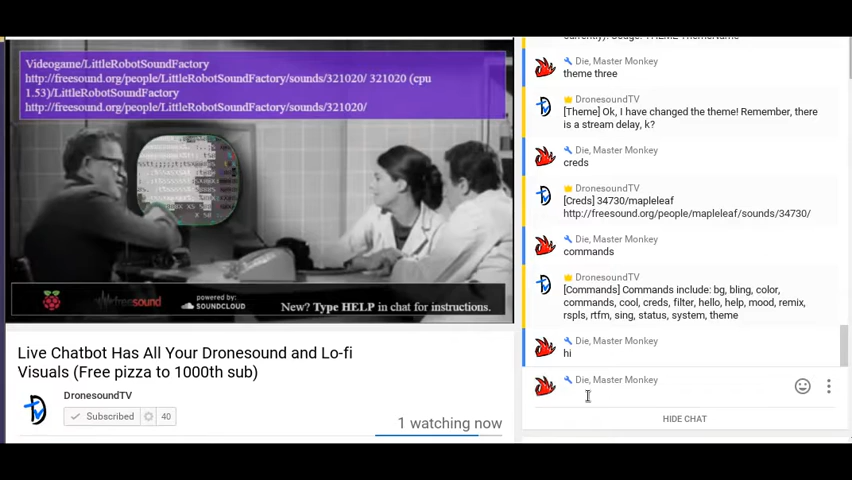 Videogame/LittleRobotSoundFactory
http://freesound.org/people/LittleRobotSoundFactory/sounds/321020/ 321020 (cpu
1.53)/LittleRobotSoundFactory
http://freesound.org/people/LittleRobotSoundFactory/sounds/321020/
freesound
powered by:
SOUNDCLOUD
New? Type HELP in chat for instructions.
Live Chatbot Has All Your Dronesound and Lo-fi
Visuals (Free pizza to 1000th sub)
DronesoundTV
Subscribed 40
1 watching now
Die, Master Monkey
theme three
DronesoundTV
[Theme] Ok, I have changed the theme! Remember, there
is a stream delay, k?
Die, Master Monkey
creds
DronesoundTV
[Creds] 34730/mapleleaf
http://freesound.org/people/mapleleaf/sounds/34730/
Die, Master Monkey
commands
DronesoundTV
[Commands] Commands include: bg, bling, color,
commands, cool, creds, filter, hello, help, mood, remix,
rspls, rtfm, sing, status, system, theme
Die, Master Monkey
hi
Die, Master Monkey
HIDE CHAT